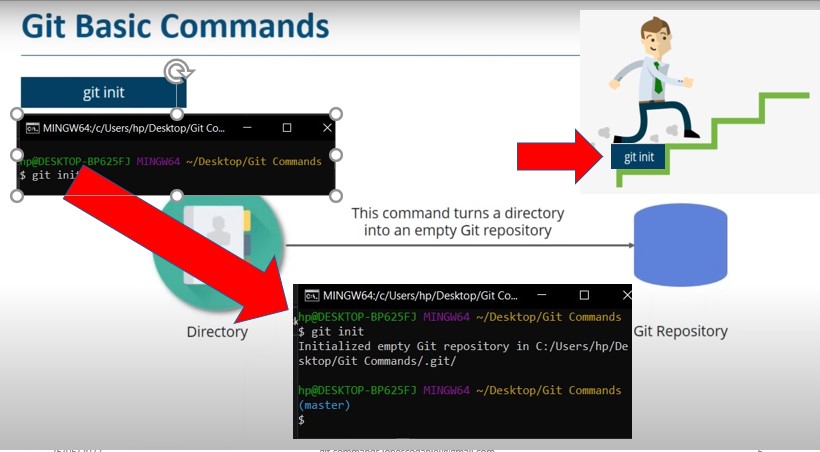 Git Basic Commands
git init
MINGW64:/c/Users/hp/Desktop/Git Co...
hp@DESKTOP-BP625FJ MINGW64 ~/Desktop/Git Commands
$ git init
git init
This command turns a directory
into an empty Git repository
Directory
Git Repository
MINGW64:/c/Users/hp/Desktop/Git Co...
hp@DESKTOP-BP625FJ MINGW64 ~/Desktop/Git Commands
$ git init
Initialized empty Git repository in C:/Users/hp/De
sktop/Git Commands/.git/
hp@DESKTOP-BP625FJ MINGW64 ~/Desktop/Git Commands
(master)
$